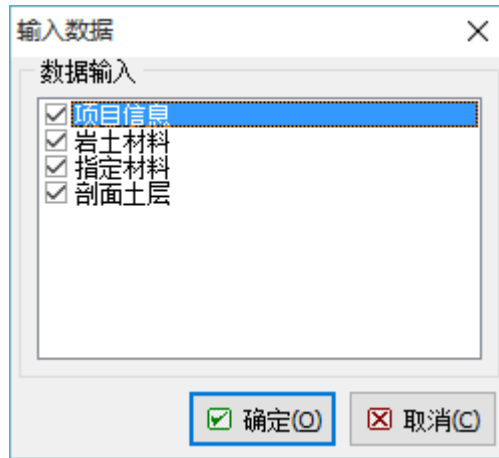 输入数据
数据输入
项目信息
岩土材料
指定材料
剖面土层
确定(O)
取消(C)